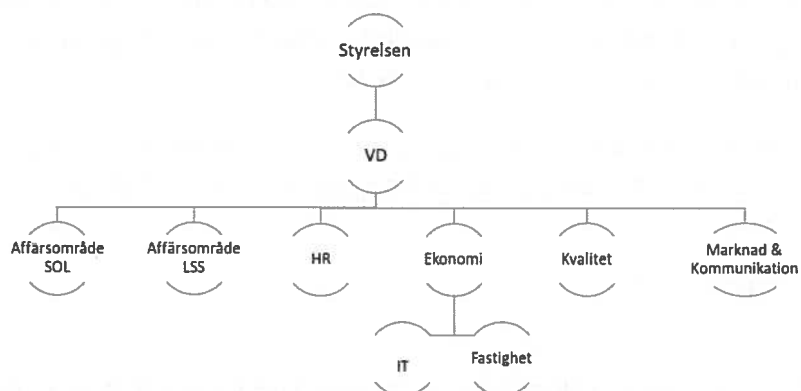 Styrelsen
VD
Affärsområde
SOL
Affärsområde
LSS
HR
Ekonomi
Kvalitet
Marknad &
Kommunikation
IT
Fastighet